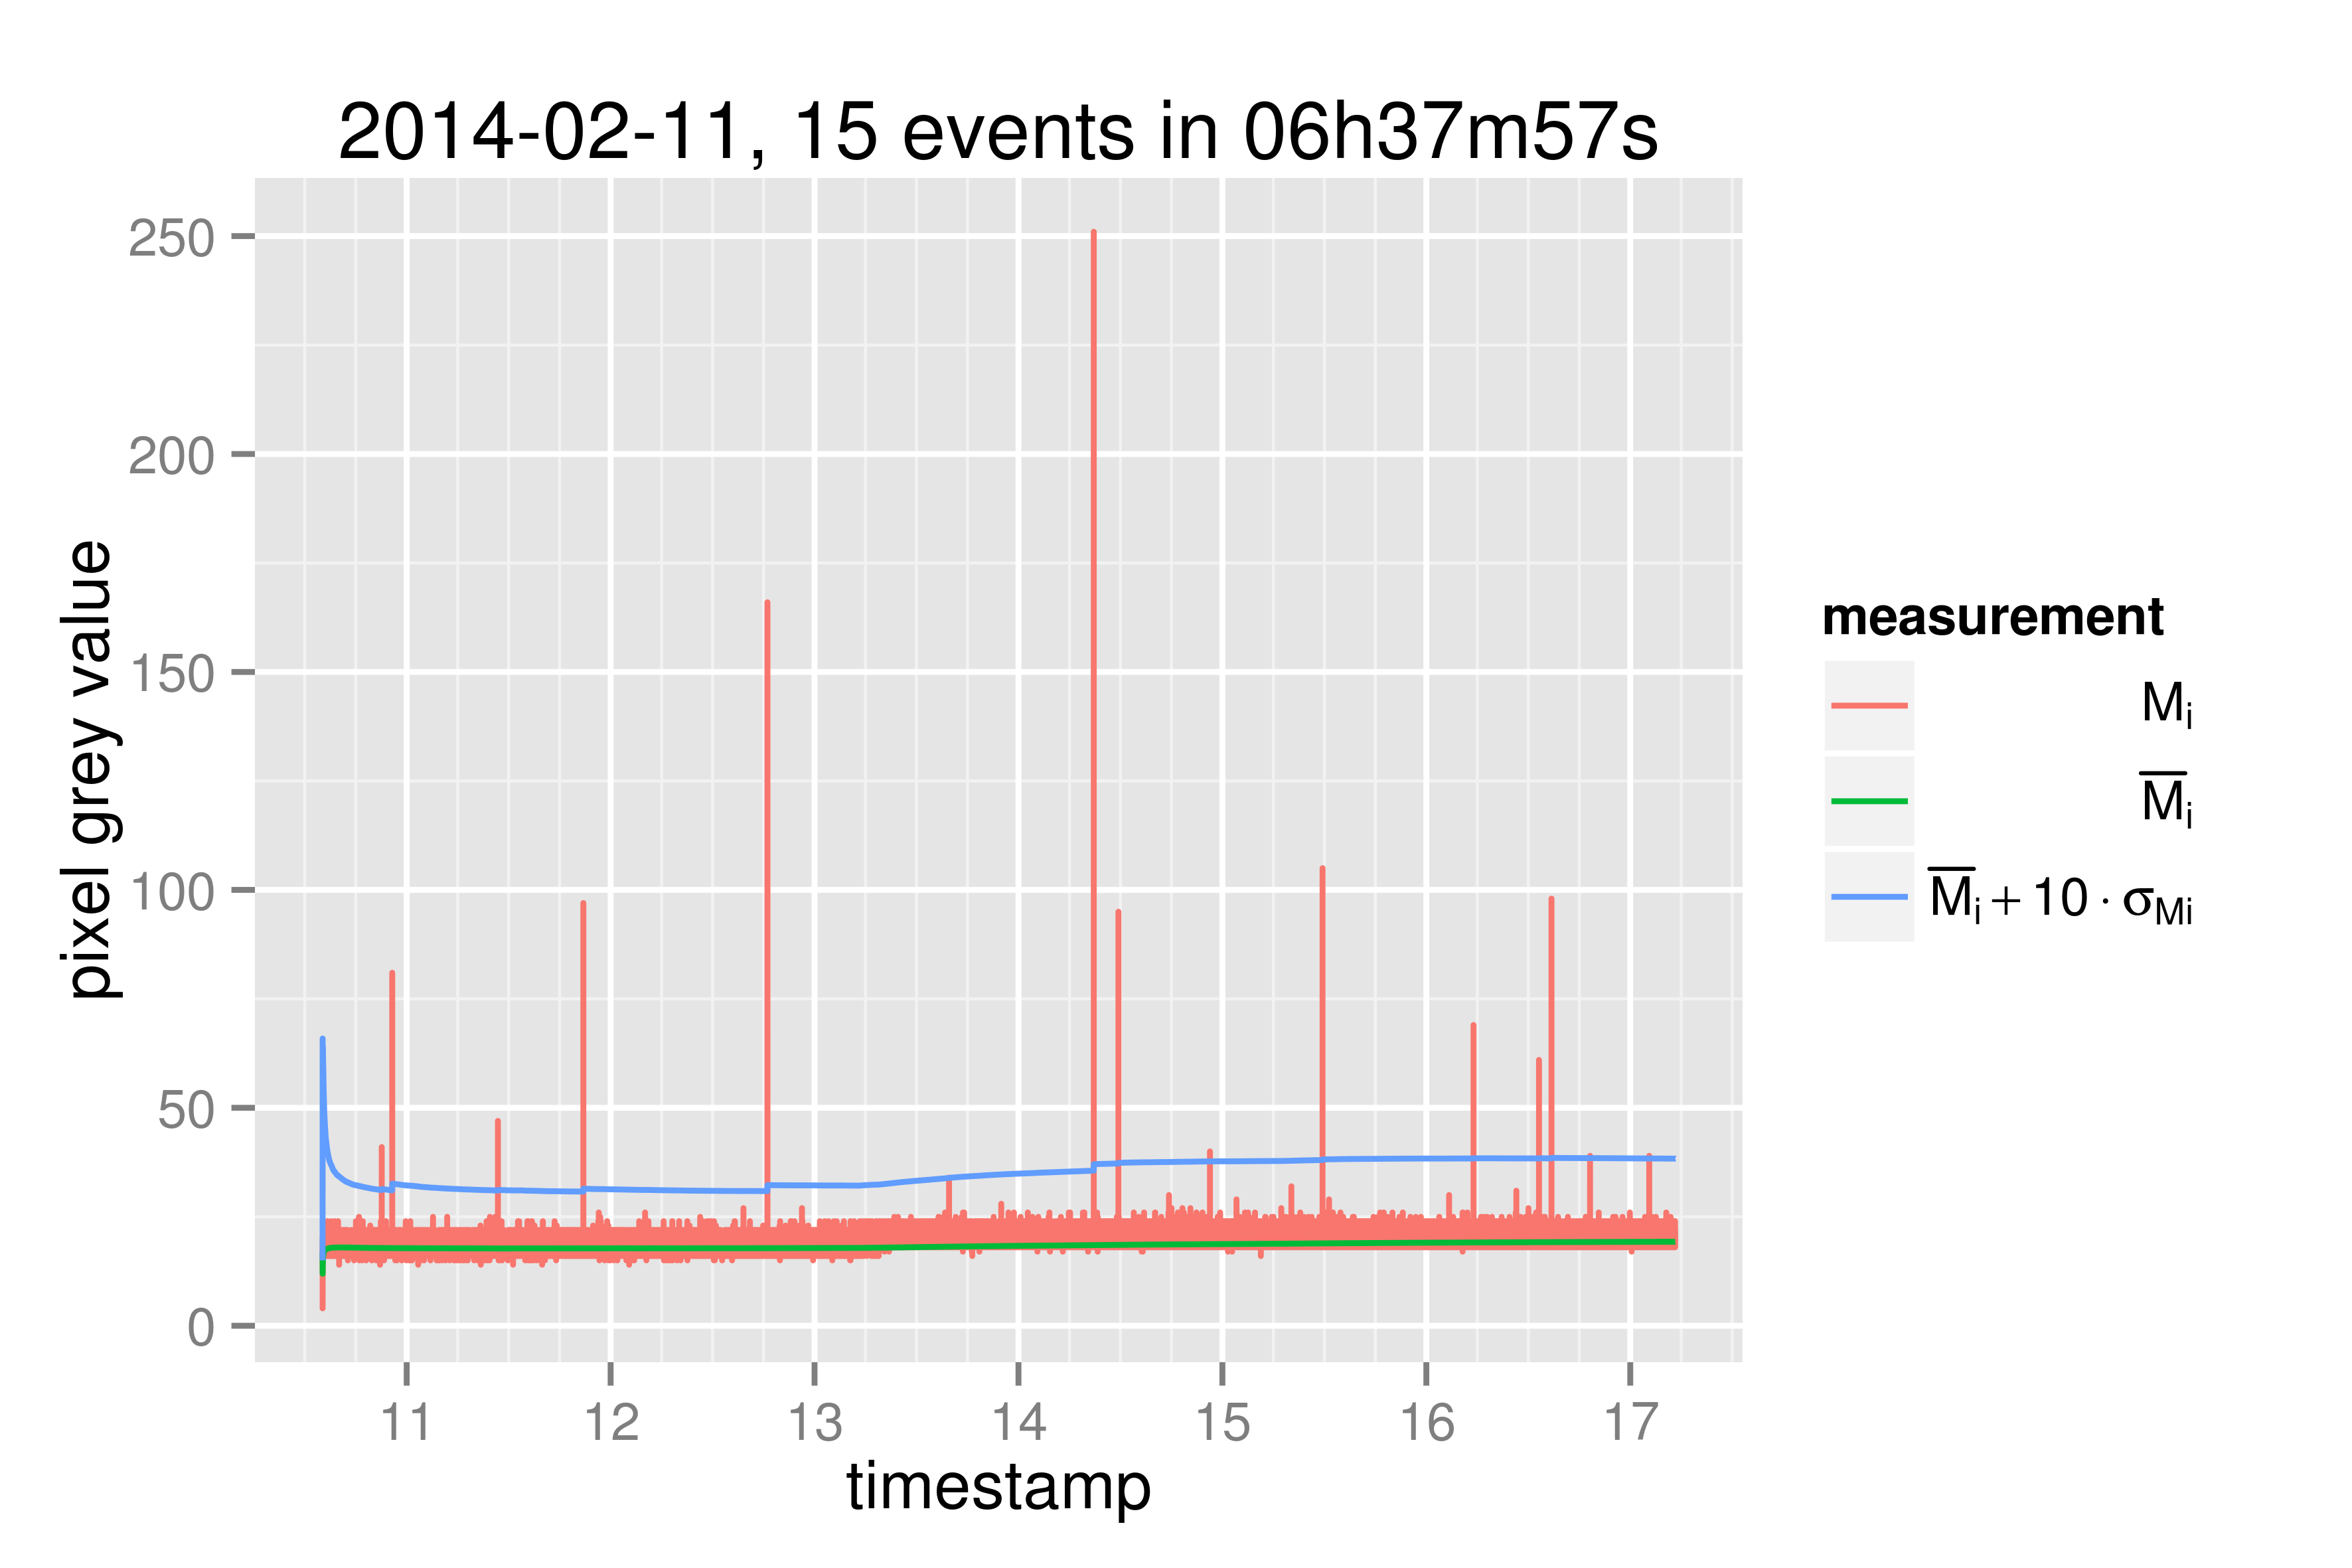 2014-02-11, 15 events in 06h37m57s
pixel grey value
250
200
150
100
50
0
11 12 13 14 15 16 17
timestamp
measurement
Mᵢ
M̅ᵢ
M̅ᵢ + 10 · σ_Mi